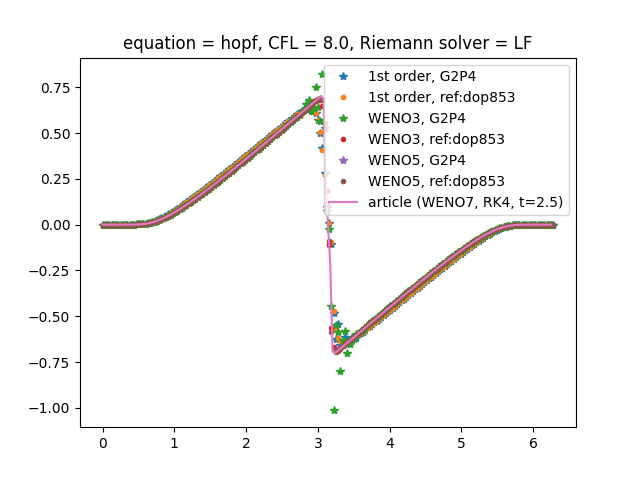 equation = hopf, CFL = 8.0, Riemann solver = LF
0.75
0.50
0.25
0.00
−0.25
−0.50
−0.75
−1.00
1st order, G2P4
1st order, ref:dop853
WENO3, G2P4
WENO3, ref:dop853
WENO5, G2P4
WENO5, ref:dop853
article (WENO7, RK4, t=2.5)
0 1 2 3 4 5 6